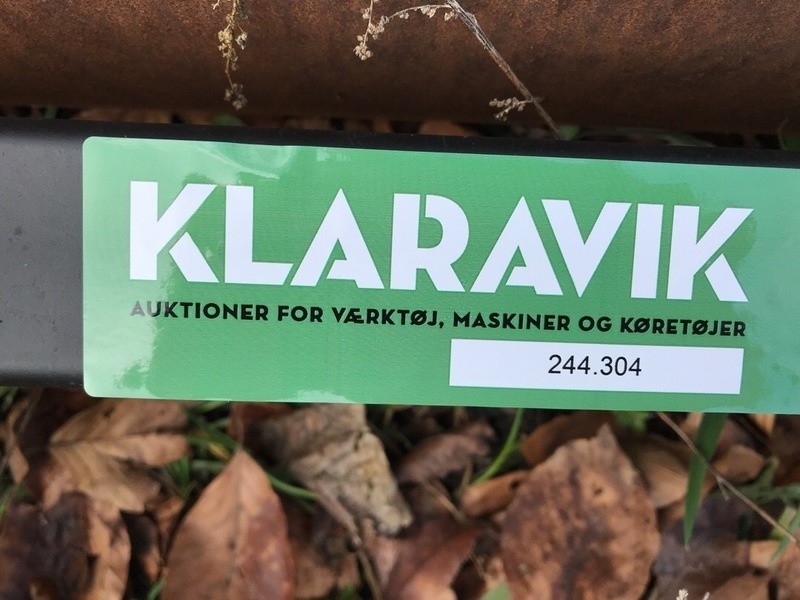 KLARAVIK
AUKTIONER FOR VÆRKTØJ, MASKINER OG KØRETØJER
244.304